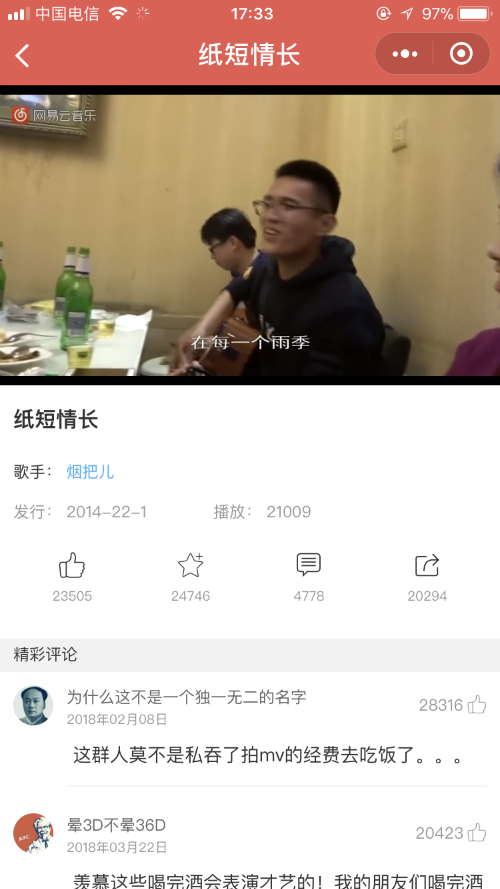 中国电信 17:33 97%
纸短情长
网易云音乐
在每一个雨季
纸短情长
歌手： 烟把儿
发行： 2014-22-1 播放： 21009
23505 24746 4778 20294
精彩评论
为什么这不是一个独一无二的名字
28316
2018年02月08日
这群人莫不是私吞了拍mv的经费去吃饭了。。。
晕3D不晕36D
20423
2018年03月22日
羡慕这些喝完酒会表演才艺的！我的朋友们喝完酒